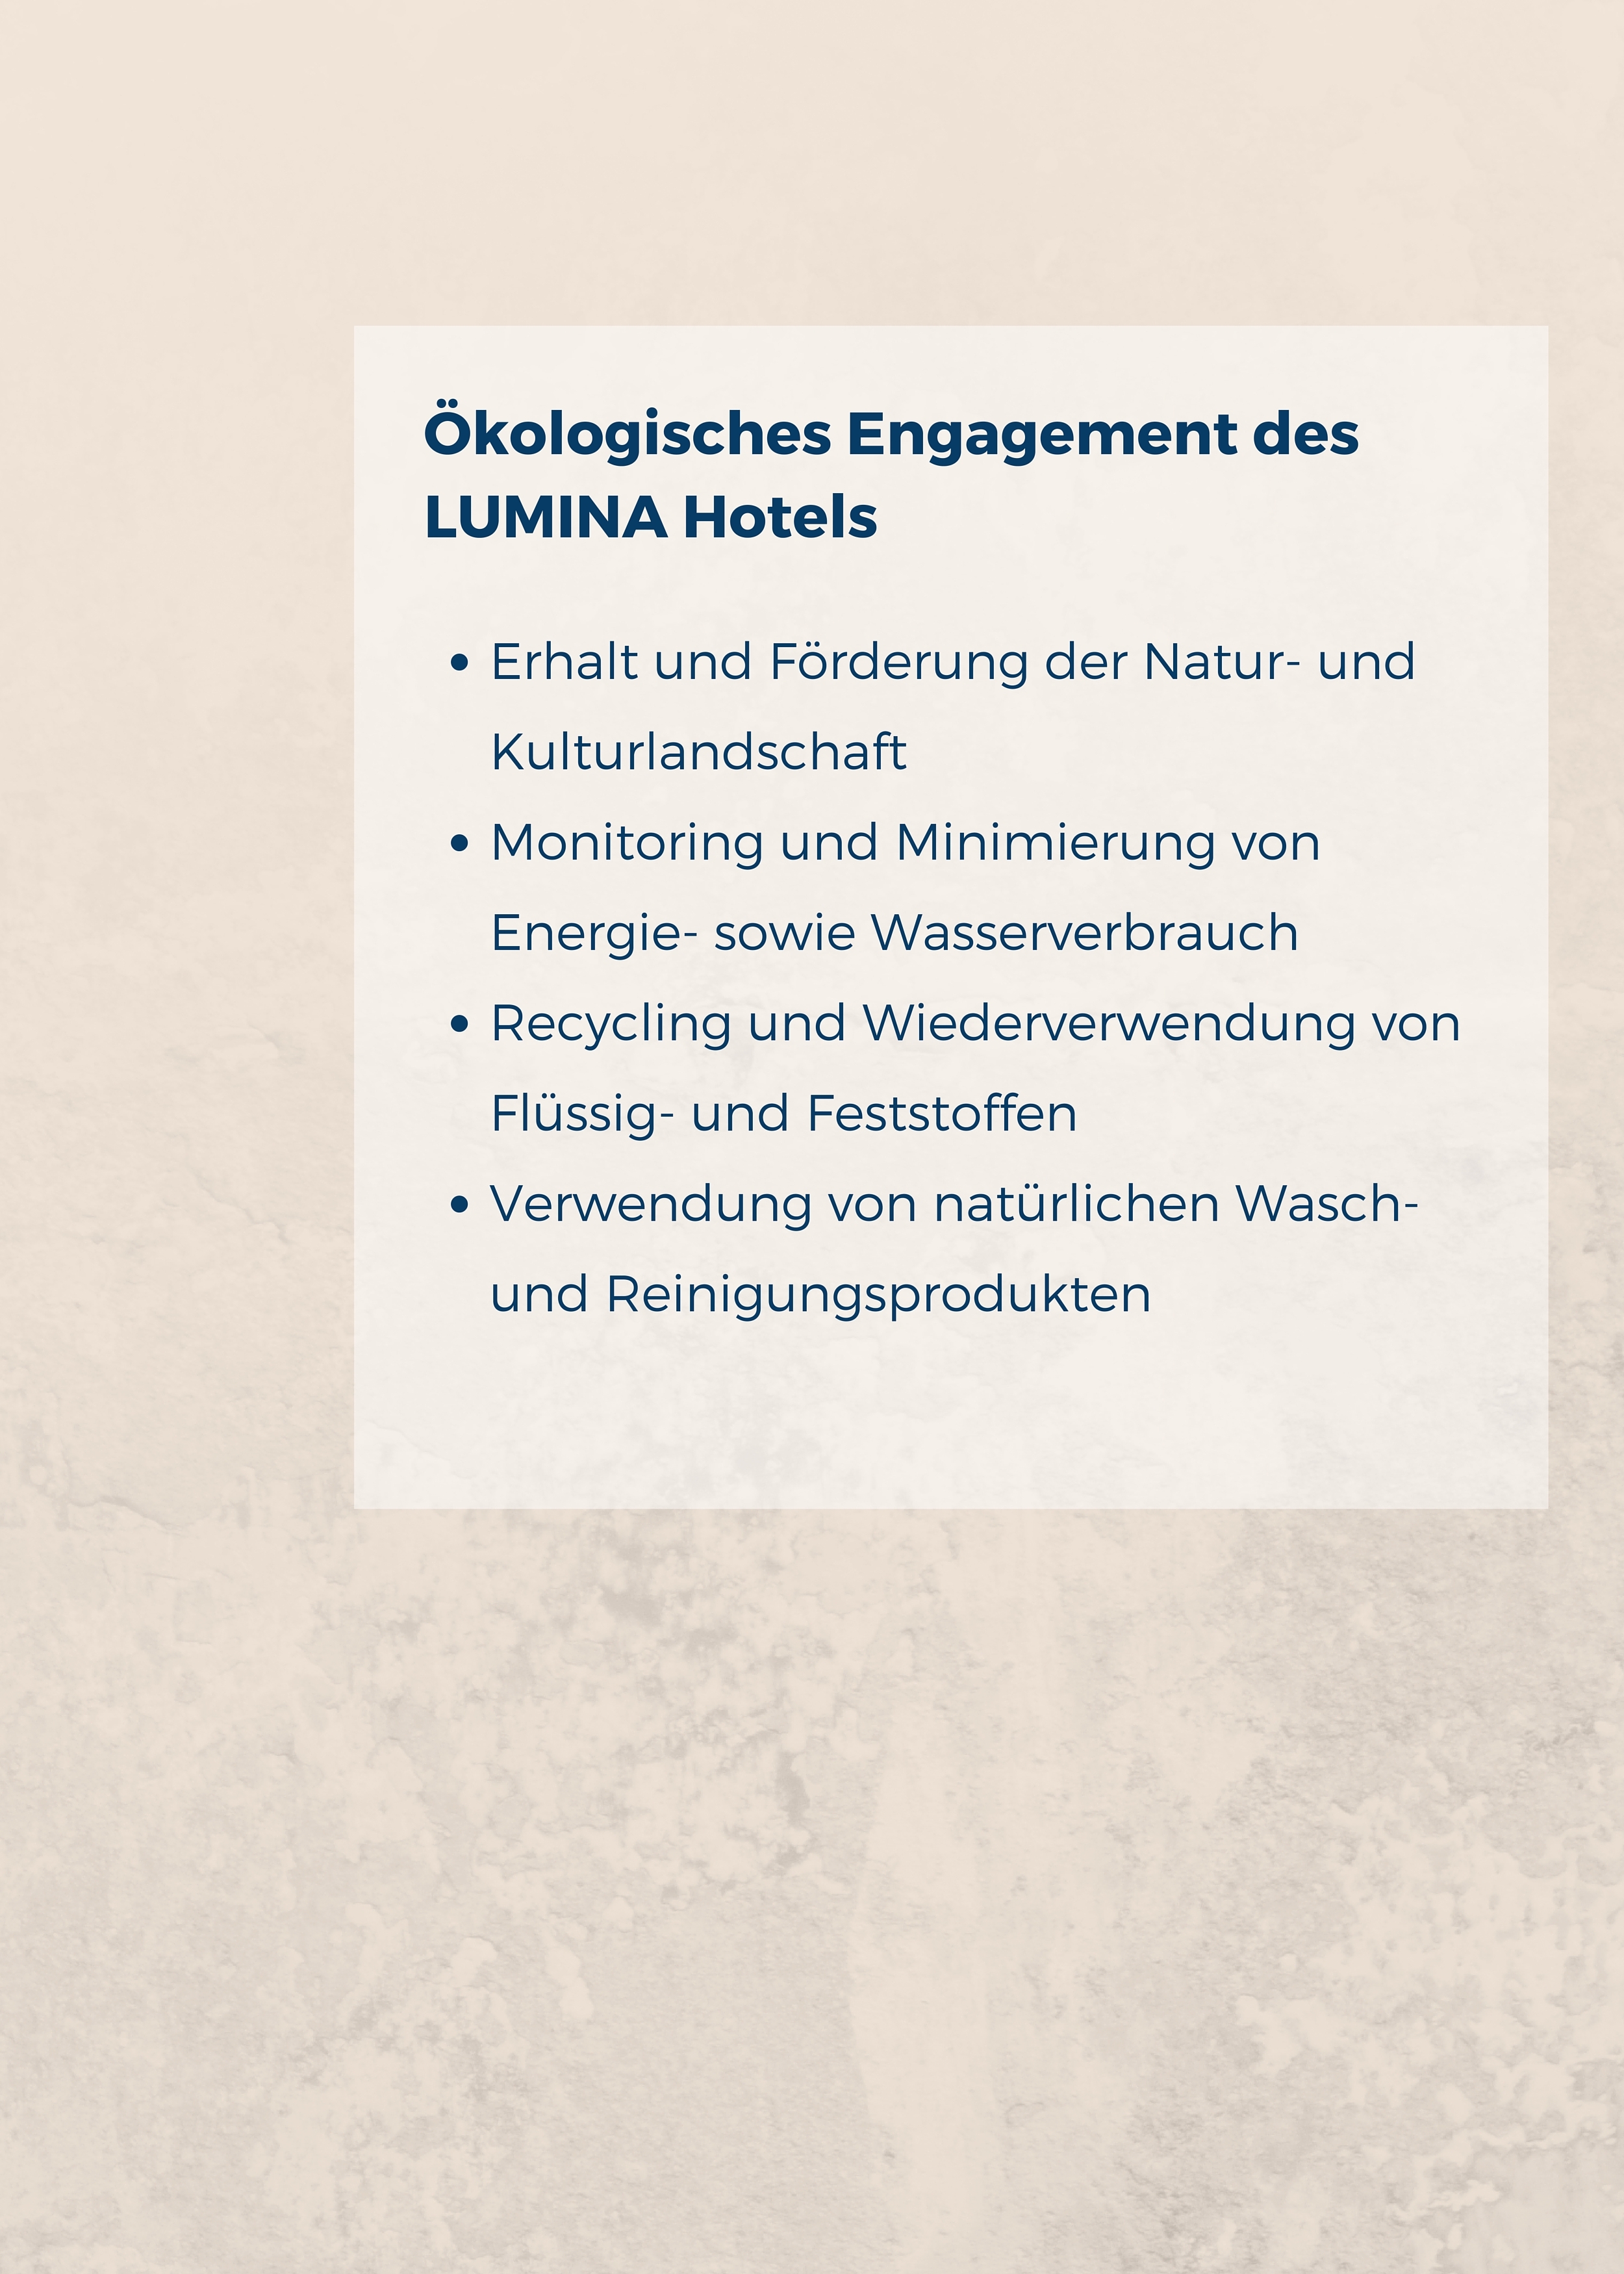 Ökologisches Engagement des
LUMINA Hotels
• Erhalt und Förderung der Natur- und
Kulturlandschaft
• Monitoring und Minimierung von
Energie- sowie Wasserverbrauch
• Recycling und Wiederverwendung von
Flüssig- und Feststoffen
• Verwendung von natürlichen Wasch-
und Reinigungsprodukten